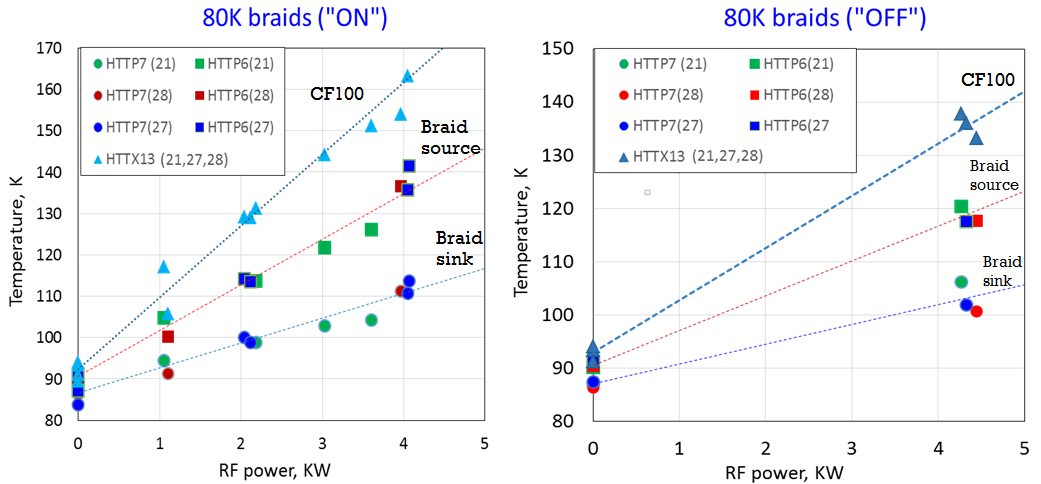 80K braids ("ON")
170
160
150
140
130
120
110
100
90
80
0
1
2
3
4
5
Temperature, K
RF power, KW
HTTP7 (21)
HTTP6(21)
HTTP7(28)
HTTP6(28)
HTTP7(27)
HTTP6(27)
HTTX13 (21,27,28)
CF100
Braid
source
Braid
sink
80K braids ("OFF")
150
140
130
120
110
100
90
80
0
1
2
3
4
5
Temperature, K
RF power, KW
HTTP7 (21)
HTTP6(21)
HTTP7(28)
HTTP6(28)
HTTP7(27)
HTTP6(27
HTTX13 (21,27,28)
CF100
Braid
source
Braid
sink